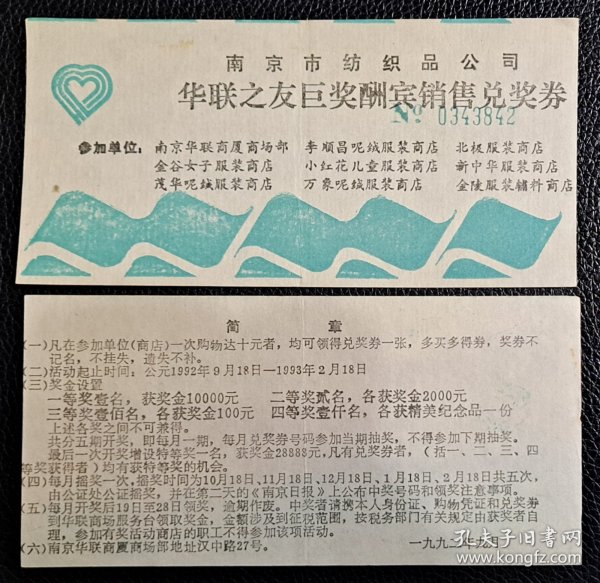 南京市纺织品公司
华联之友巨奖酬宾销售兑奖券
№ 0343842
参加单位：南京华联商厦商场部 李顺昌呢绒服装商店 北极服装商店
金谷女子服装商店 小红花儿童服装商店 新中华服装商店
茂华呢绒服装商店 万象呢绒服装商店 金陵服装辅料商店
简 章
(一)凡在参加单位(商店)一次购物达十元者，均可领得兑奖券一张，多买多得券，奖券不
记名，不挂失，遗失不补。
(二)活动起止时间：公元1992年9月18日—1993年2月18日
(三)奖金设置
一等奖壹名，获奖金10000元 二等奖贰名，各获奖金2000元
三等奖壹佰名，各获奖金100元 四等奖壹仟名，各获精美纪念品一份
上述各奖之间不可兼得。
共分五期开奖，即每月一期，每月兑奖券号码参加当期抽奖，不得参加下期抽奖。
最后一次开奖增设特等奖一名，获奖金28888元，凡有兑奖券者，(括一、二、三、四
等奖获得者)均有获特等奖的机会。
(四)每月摇奖一次，摇奖时间为10月18日、11月18日、12月18日、1月18日、2月18日共五次，
由公证处公证摇奖，并在第二天的《南京日报》上公布中奖号码和领奖注意事项。
(五)每月开奖后19日至28日领奖，逾期作废。中奖者请携本人身份证、购物凭证和兑奖券
到华联商场服务台领取奖金，金额涉及到征税范围，按税务部门有关规定由获奖者自
理，参加有奖活动商店的职工不得参加该项活动。
(六)南京华联商厦商场部地址汉中路27号。 一九九二年九月
孔夫子旧书网
www.kongfz.com